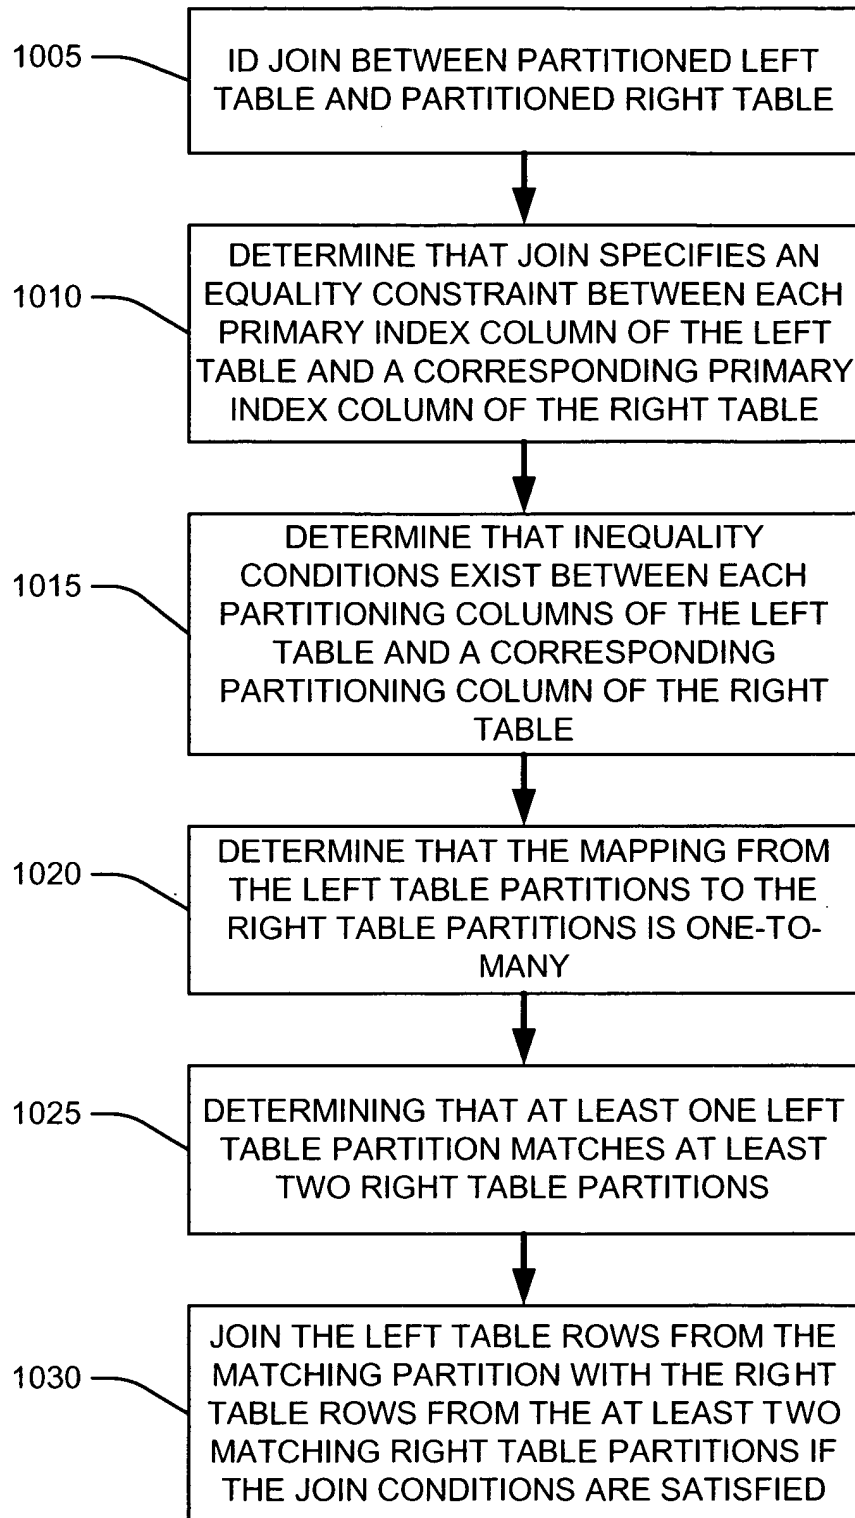 1005
ID JOIN BETWEEN PARTITIONED LEFT
TABLE AND PARTITIONED RIGHT TABLE
1010
DETERMINE THAT JOIN SPECIFIES AN
EQUALITY CONSTRAINT BETWEEN EACH
PRIMARY INDEX COLUMN OF THE LEFT
TABLE AND A CORRESPONDING PRIMARY
INDEX COLUMN OF THE RIGHT TABLE
1015
DETERMINE THAT INEQUALITY
CONDITIONS EXIST BETWEEN EACH
PARTITIONING COLUMNS OF THE LEFT
TABLE AND A CORRESPONDING
PARTITIONING COLUMN OF THE RIGHT
TABLE
1020
DETERMINE THAT THE MAPPING FROM
THE LEFT TABLE PARTITIONS TO THE
RIGHT TABLE PARTITIONS IS ONE-TO-
MANY
1025
DETERMINING THAT AT LEAST ONE LEFT
TABLE PARTITION MATCHES AT LEAST
TWO RIGHT TABLE PARTITIONS
1030
JOIN THE LEFT TABLE ROWS FROM THE
MATCHING PARTITION WITH THE RIGHT
TABLE ROWS FROM THE AT LEAST TWO
MATCHING RIGHT TABLE PARTITIONS IF
THE JOIN CONDITIONS ARE SATISFIED